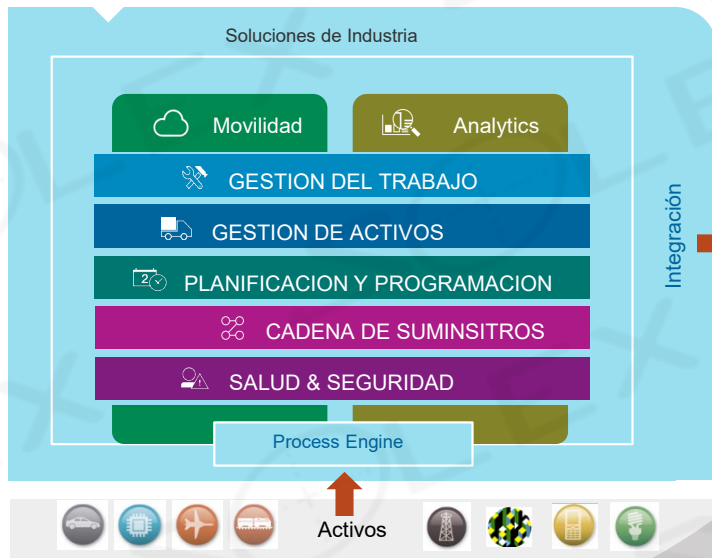 Soluciones de Industria
Movilidad
Analytics
GESTION DEL TRABAJO
GESTION DE ACTIVOS
2
PLANIFICACION Y PROGRAMACION
CADENA DE SUMINSITROS
SALUD & SEGURIDAD
Process Engine
Integración
Activos